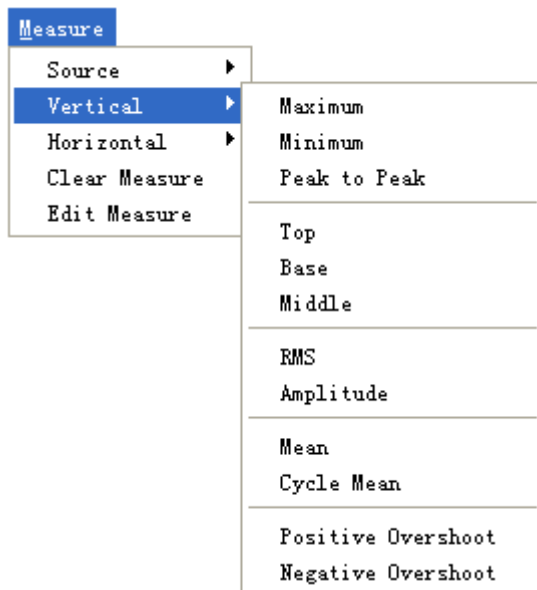 Measure
Source
Vertical
Horizontal
Clear Measure
Edit Measure
Maximum
Minimum
Peak to Peak
Top
Base
Middle
RMS
Amplitude
Mean
Cycle Mean
Positive Overshoot
Negative Overshoot